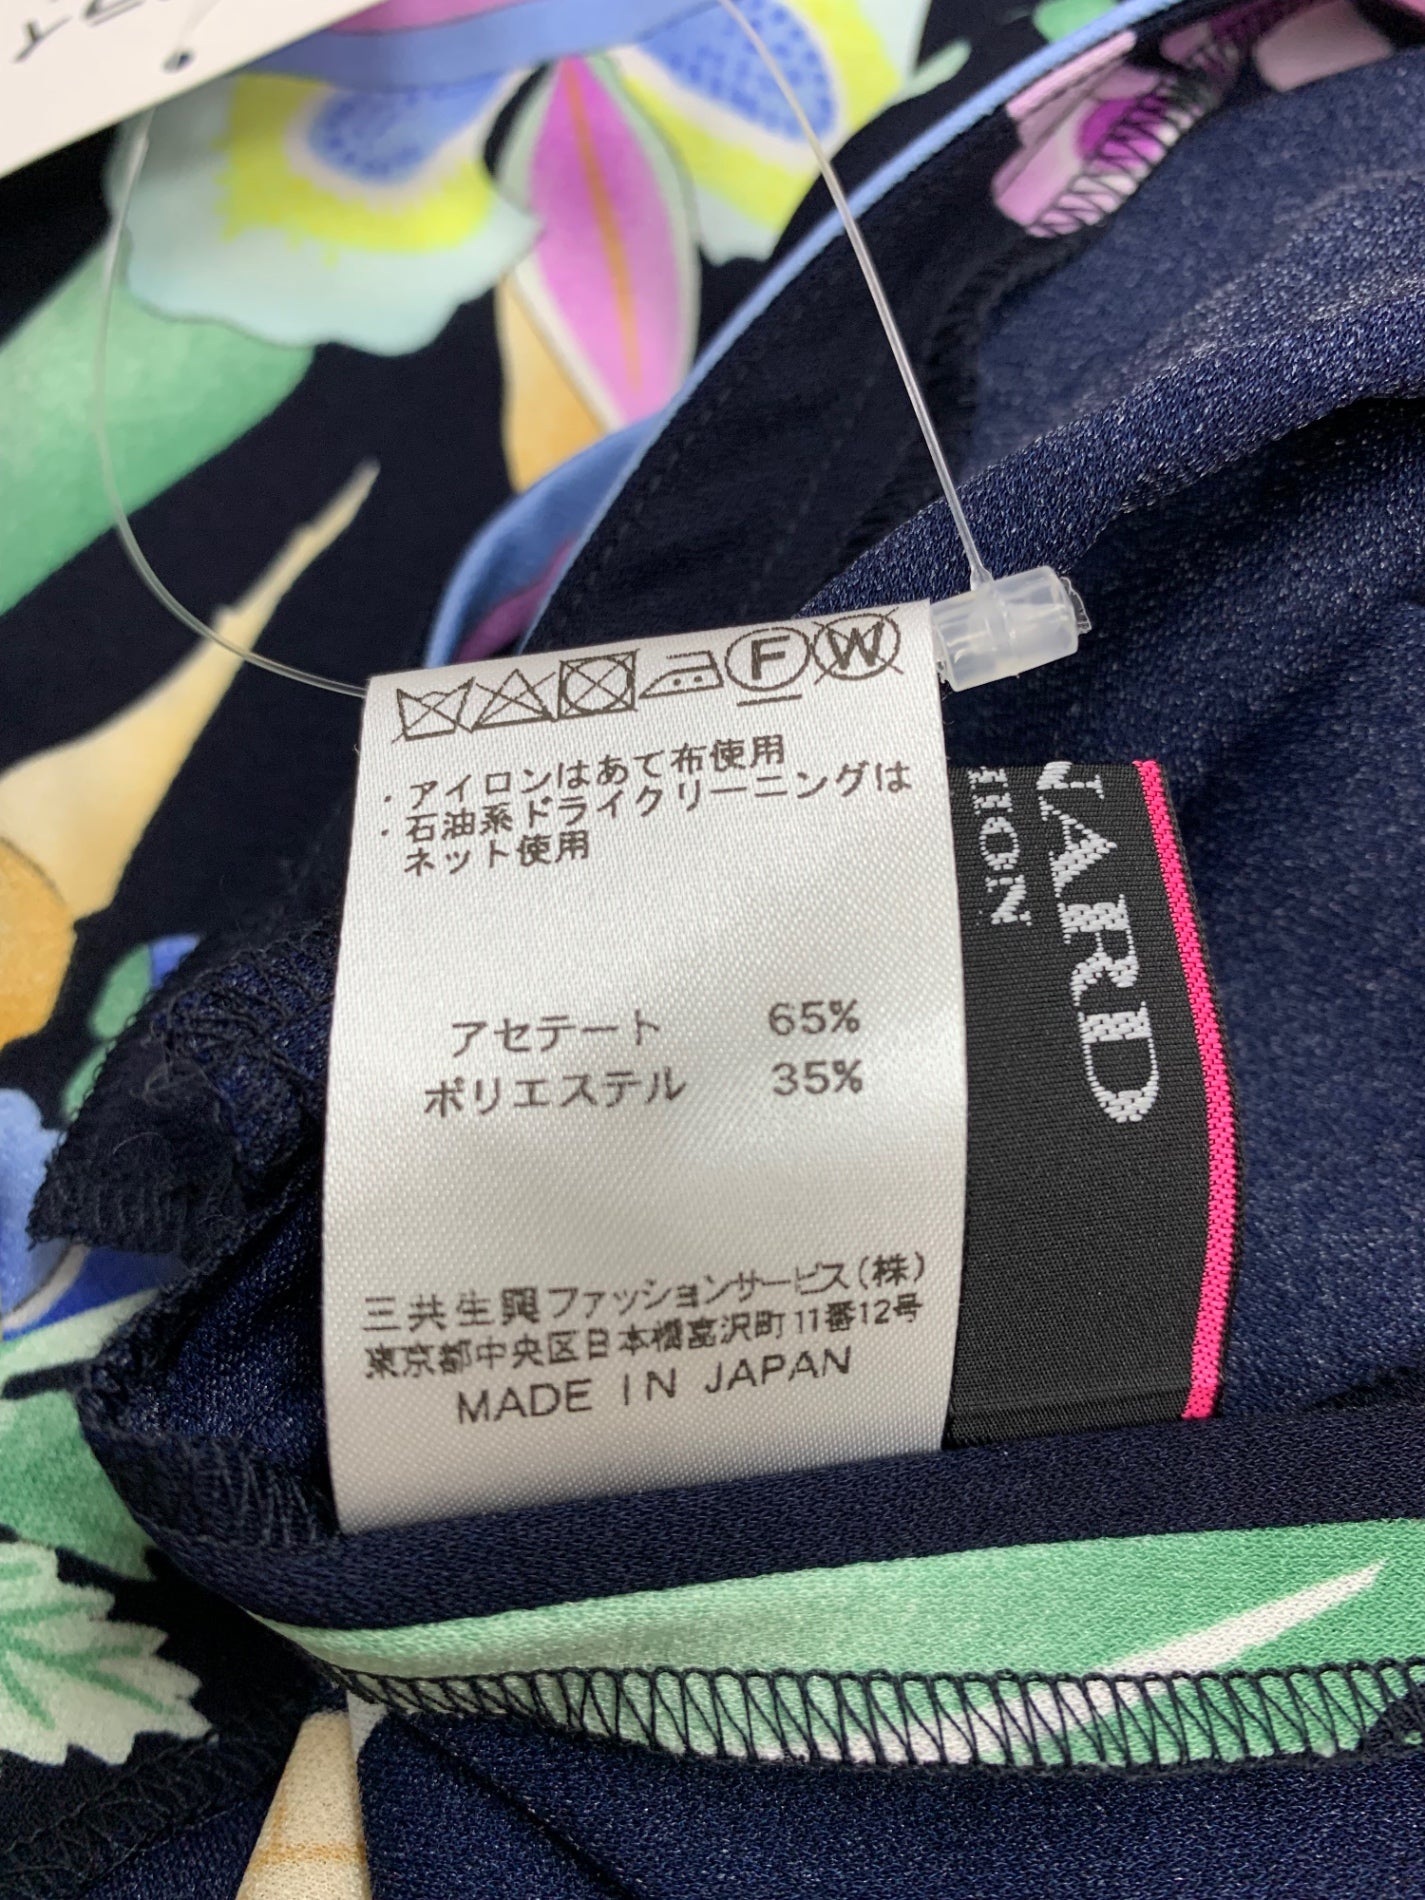 F W
・アイロンはあて布使用
・石油系ドライクリーニングは
ネット使用
アセテート 65%
ポリエステル 35%
三共生興ファッションサービス(株)
東京都中央区日本橋富沢町11番12号
MADE IN JAPAN
NARD